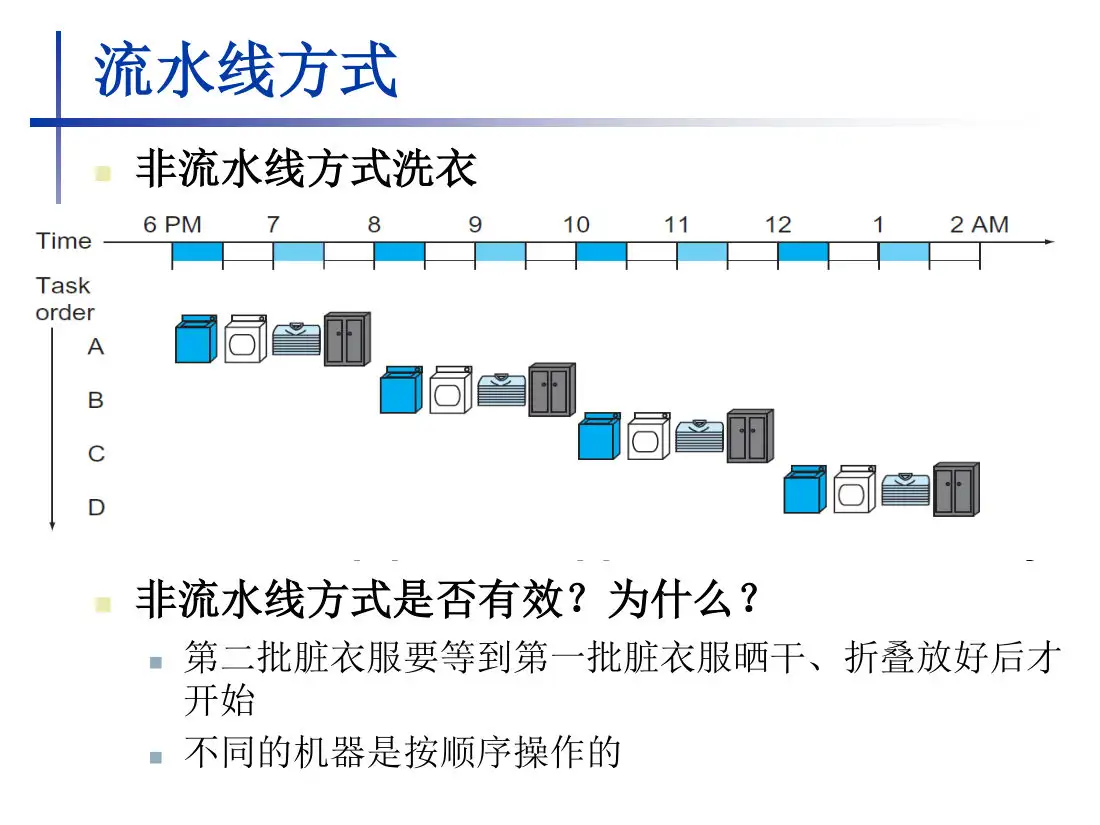 流水线方式
非流水线方式洗衣
6 PM 7 8 9 10 11 12 1 2 AM
Time
Task
order
A
B
C
D
非流水线方式是否有效？为什么？
第二批脏衣服要等到第一批脏衣服晒干、折叠放好后才
开始
不同的机器是按顺序操作的